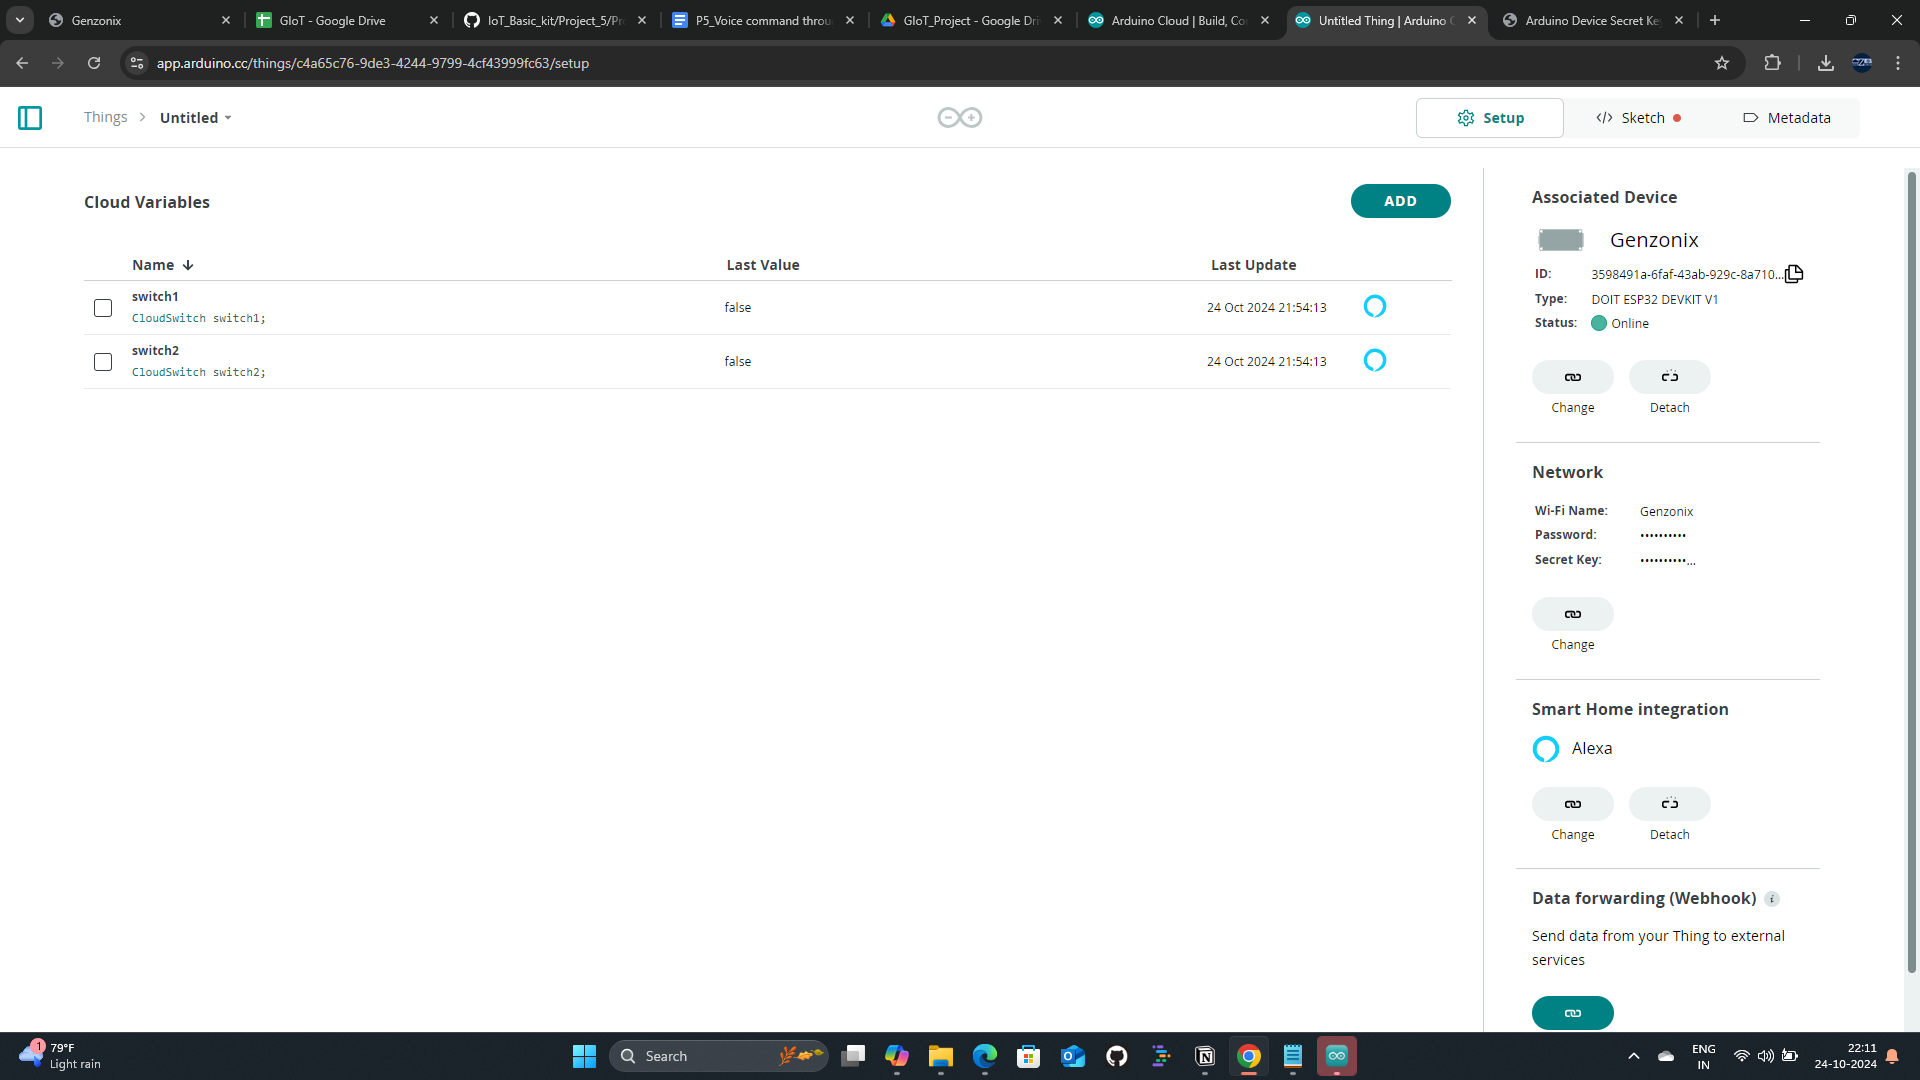 Genzonix
GIoT - Google Drive
IoT_Basic_kit/Project_5/Pr
P5_Voice command throu
GIoT_Project - Google Dri
Arduino Cloud | Build, Co
Untitled Thing | Arduino C
Arduino Device Secret Key
app.arduino.cc/things/c4a65c76-9de3-4244-9799-4cf43999fc63/setup
Things > Untitled
Setup
</> Sketch
Metadata
Cloud Variables
ADD
Name Last Value Last Update
switch1
CloudSwitch switch1;
false
24 Oct 2024 21:54:13
switch2
CloudSwitch switch2;
false
24 Oct 2024 21:54:13
Associated Device
Genzonix
ID: 3598491a-6faf-43ab-929c-8a710...
Type: DOIT ESP32 DEVKIT V1
Status: Online
Change Detach
Network
Wi-Fi Name: Genzonix
Password: ••••••••••
Secret Key: ••••••••••...
Change
Smart Home integration
Alexa
Change Detach
Data forwarding (Webhook) i
Send data from your Thing to external
services
1
79°F
Light rain
Search
ENG
IN
22:11
24-10-2024